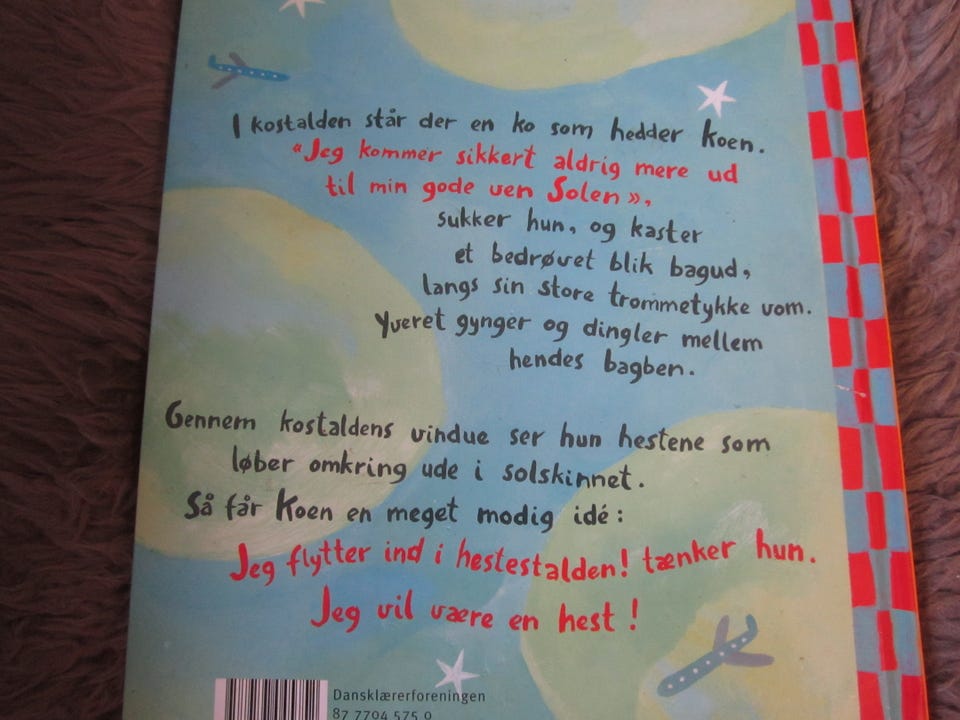 I kostalden står der en ko som hedder Koen.
«Jeg kommer sikkert aldrig mere ud
til min gode ven Solen»,
sukker hun, og kaster
et bedrøvet blik bagud,
langs sin store trommetykke vom.
Yveret gynger og dingler mellem
hendes bagben.
Gennem kostaldens vindue ser hun hestene som
løber omkring ude i solskinnet.
Så får Koen en meget modig idé:
Jeg flytter ind i hestestalden! tænker hun.
Jeg vil være en hest!
Dansklærerforeningen
87 7704 575 0